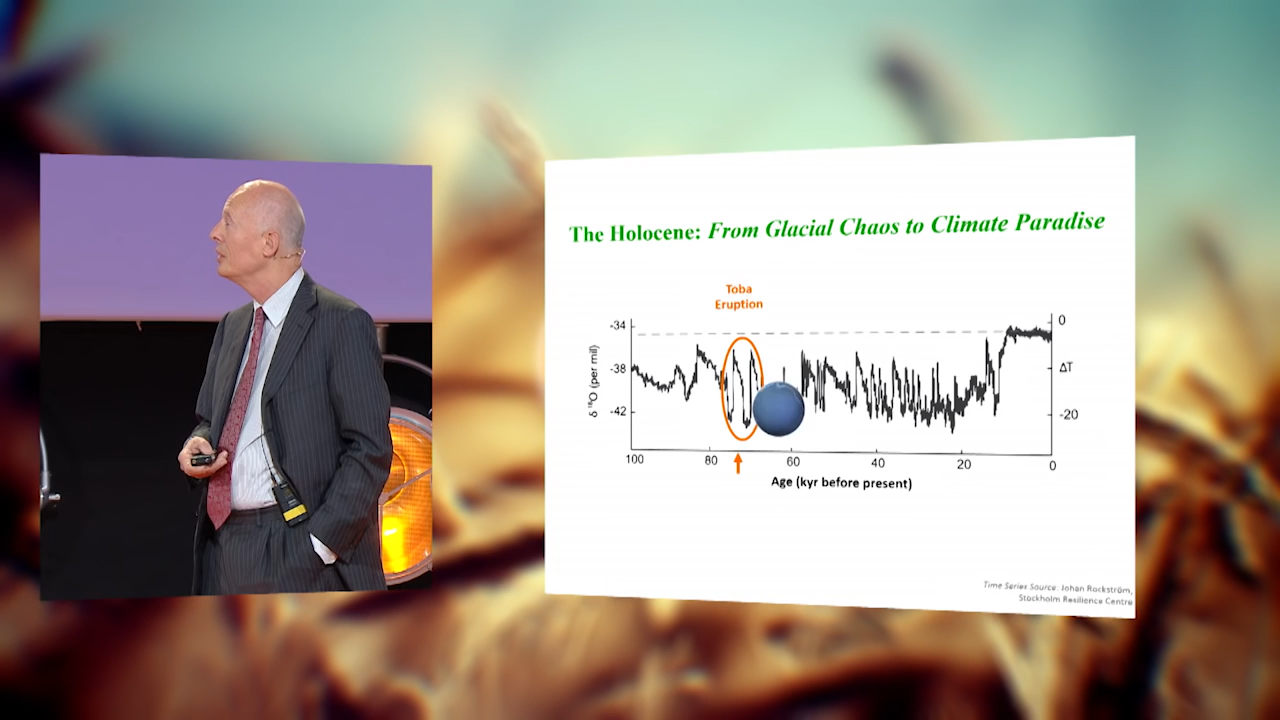 The Holocene: From Glacial Chaos to Climate Paradise
Toba
Eruption
-34
-38
-42
δ ¹⁸O (per mil)
0
ΔT
-20
100
80
60
40
20
0
Age (kyr before present)
Time Series Source: Johan Rockström,
Stockholm Resilience Centre